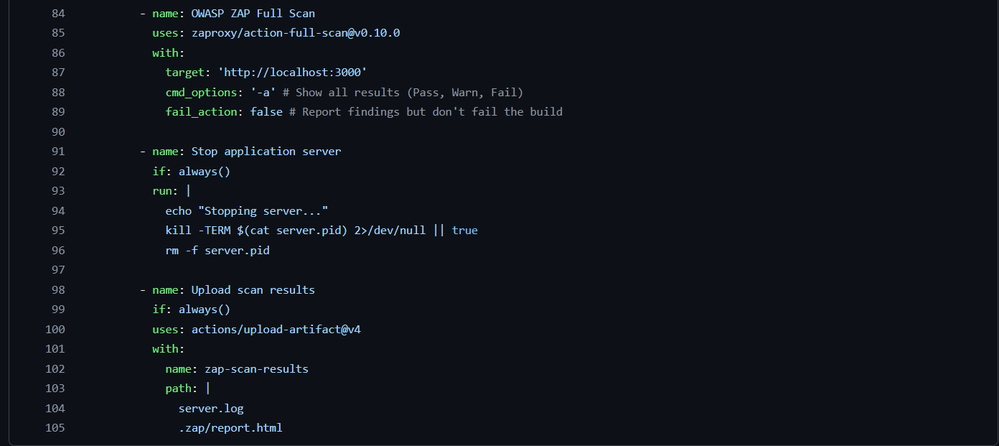 84 - name: OWASP ZAP Full Scan
85 uses: zaproxy/action-full-scan@v0.10.0
86 with:
87 target: 'http://localhost:3000'
88 cmd_options: '-a' # Show all results (Pass, Warn, Fail)
89 fail_action: false # Report findings but don't fail the build
90
91 - name: Stop application server
92 if: always()
93 run: |
94 echo "Stopping server..."
95 kill -TERM $(cat server.pid) 2>/dev/null || true
96 rm -f server.pid
97
98 - name: Upload scan results
99 if: always()
100 uses: actions/upload-artifact@v4
101 with:
102 name: zap-scan-results
103 path: |
104 server.log
105 .zap/report.html